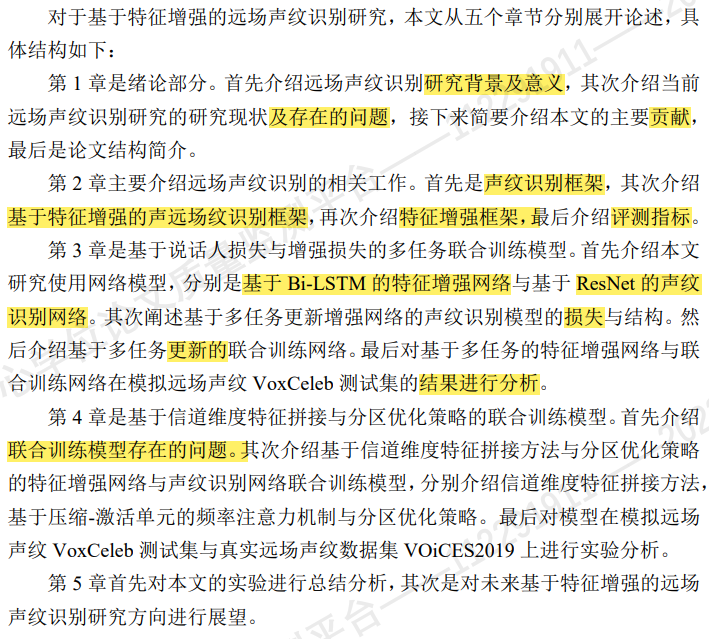 对于基于特征增强的远场声纹识别研究，本文从五个章节分别展开论述，具
体结构如下：
第 1 章是绪论部分。首先介绍远场声纹识别研究背景及意义，其次介绍当前
远场声纹识别研究的研究现状及存在的问题，接下来简要介绍本文的主要贡献，
最后是论文结构简介。
第 2 章主要介绍远场声纹识别的相关工作。首先是声纹识别框架，其次介绍
基于特征增强的声远场纹识别框架，再次介绍特征增强框架，最后介绍评测指标。
第 3 章是基于说话人损失与增强损失的多任务联合训练模型。首先介绍本文
研究使用网络模型，分别是基于 Bi-LSTM 的特征增强网络与基于 ResNet 的声纹
识别网络。其次阐述基于多任务更新增强网络的声纹识别模型的损失与结构。然
后介绍基于多任务更新的联合训练网络。最后对基于多任务的特征增强网络与联
合训练网络在模拟远场声纹 VoxCeleb 测试集的结果进行分析。
第 4 章是基于信道维度特征拼接与分区优化策略的联合训练模型。首先介绍
联合训练模型存在的问题。其次介绍基于信道维度特征拼接方法与分区优化策略
的特征增强网络与声纹识别网络联合训练模型，分别介绍信道维度特征拼接方法，
基于压缩-激活单元的频率注意力机制与分区优化策略。最后对模型在模拟远场
声纹 VoxCeleb 测试集与真实远场声纹数据集 VOiCES2019 上进行实验分析。
第 5 章首先对本文的实验进行总结分析，其次是对未来基于特征增强的远场
声纹识别研究方向进行展望。